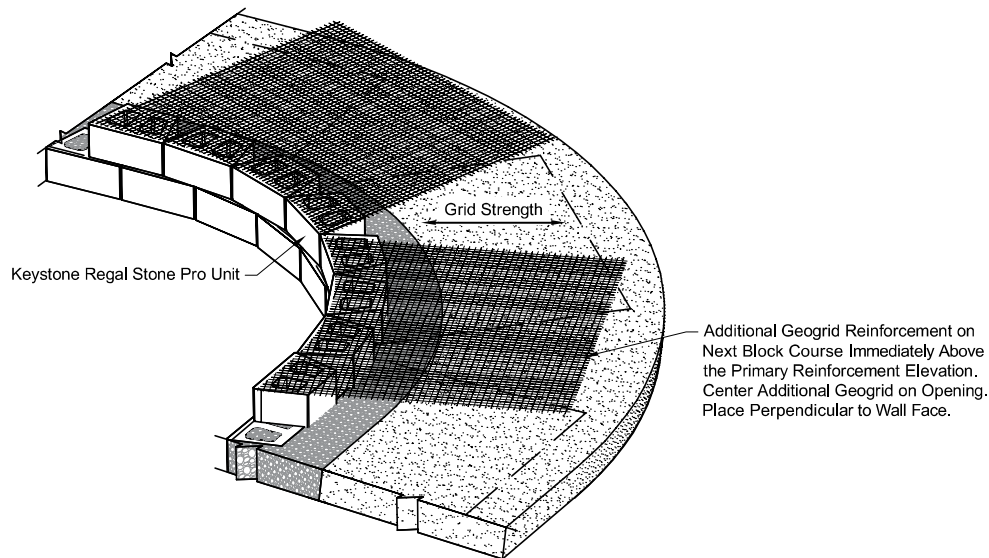 Grid Strength
Keystone Regal Stone Pro Unit
Additional Geogrid Reinforcement on
Next Block Course Immediately Above
the Primary Reinforcement Elevation.
Center Additional Geogrid on Opening.
Place Perpendicular to Wall Face.